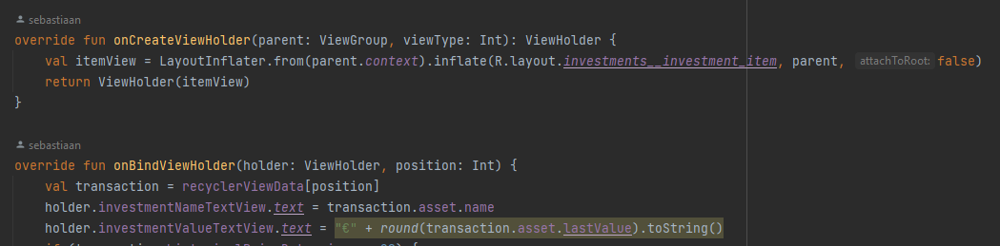 sebastiaan
override fun onCreateViewHolder(parent: ViewGroup, viewType: Int): ViewHolder {
val itemView = LayoutInflater.from(parent.context).inflate(R.layout.investments__investment_item, parent, attachToRoot: false)
return ViewHolder(itemView)
}
sebastiaan
override fun onBindViewHolder(holder: ViewHolder, position: Int) {
val transaction = recyclerViewData[position]
holder.investmentNameTextView.text = transaction.asset.name
holder.investmentValueTextView.text = "€" + round(transaction.asset.lastValue).toString()